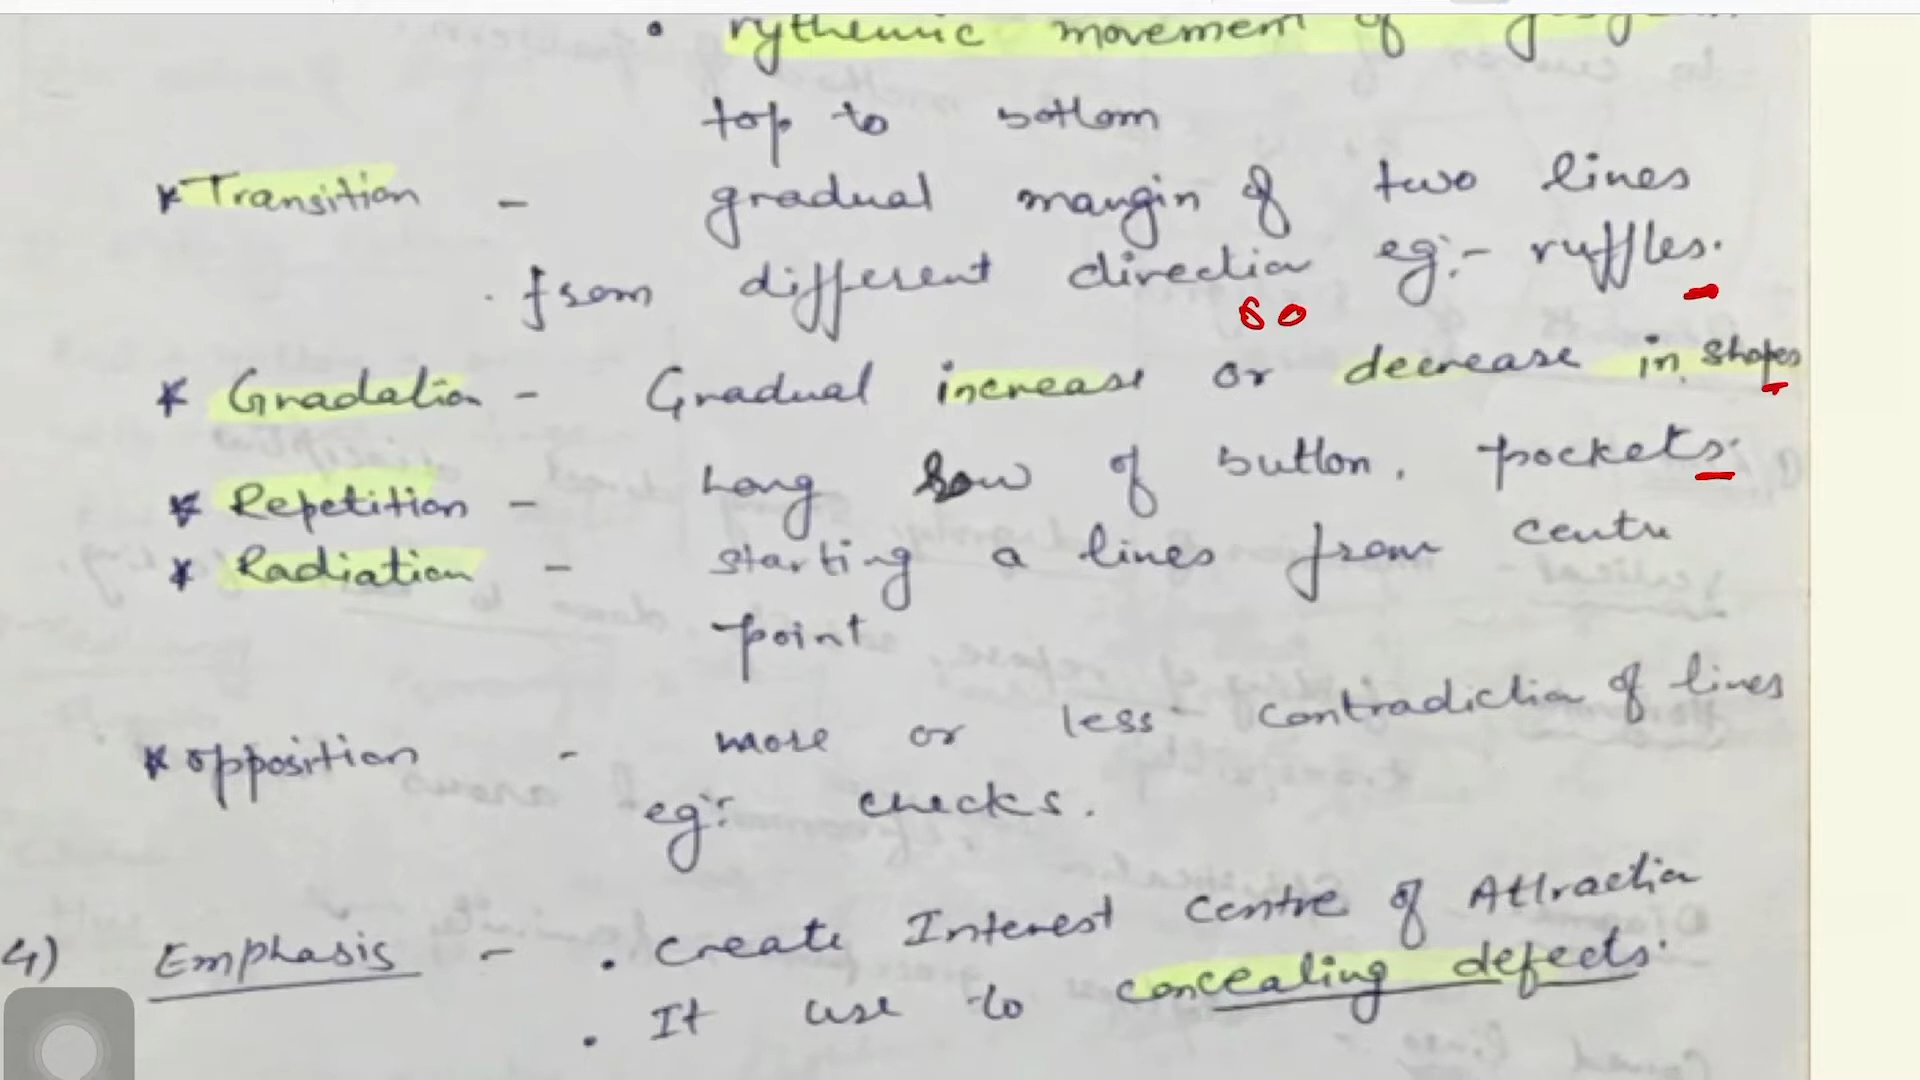 • rythemic movement of
top to bottom
* Transition - gradual margin of two lines
from different direction eg:- ruffles.
so
* Gradation - Gradual increase or decrease in shapes
* Repetition - Long Row of button, pockets.
* Radiation - starting a lines from centre
point
* opposition - more or less contradiction of lines
eg:- checks.
4) Emphasis - • Create Interest centre of Attraction
• It use to concealing defects.